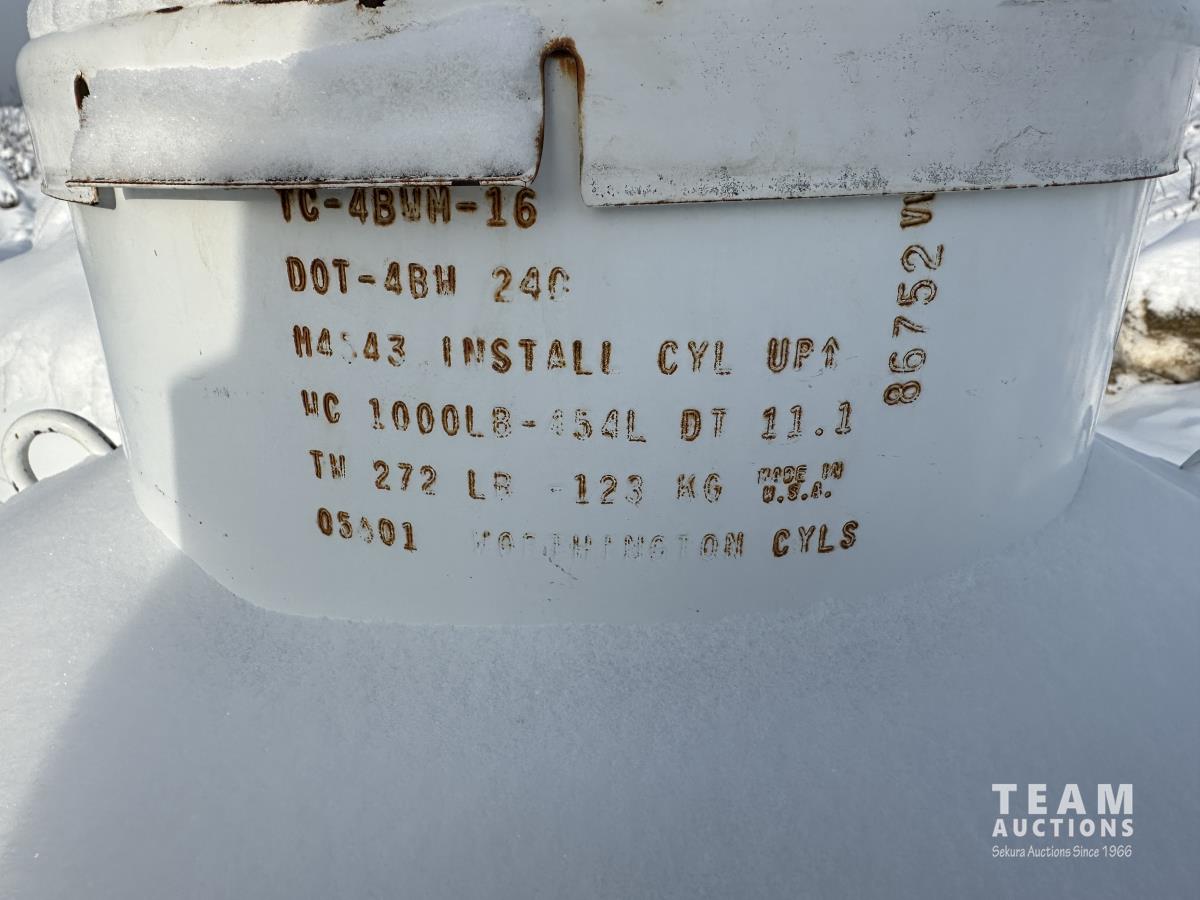 TC-4BWM-16
DOT-4BW 240
INSTALL CYL UP↑
WC 1000LB-454L DT 11.1
TW 272 LB -123 KG MADE IN U.S.A.
WORTHINGTON CYLS
86752
TEAM
AUCTIONS
Sekura Auctions Since 1966